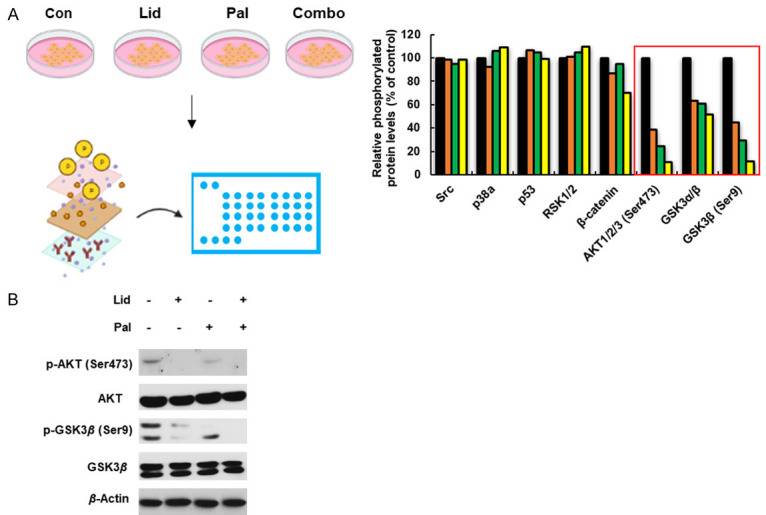 A
Con Lid Pal Combo
P
P
P
P
Relative phosphorylated
protein levels (% of control)
120
100
80
60
40
20
0
Src
p38a
p53
RSK1/2
β-catenin
AKT1/2/3 (Ser473)
GSK3α/β
GSK3β (Ser9)
B
Lid - + - +
Pal - - + +
p-AKT (Ser473)
AKT
p-GSK3β (Ser9)
GSK3β
β-Actin